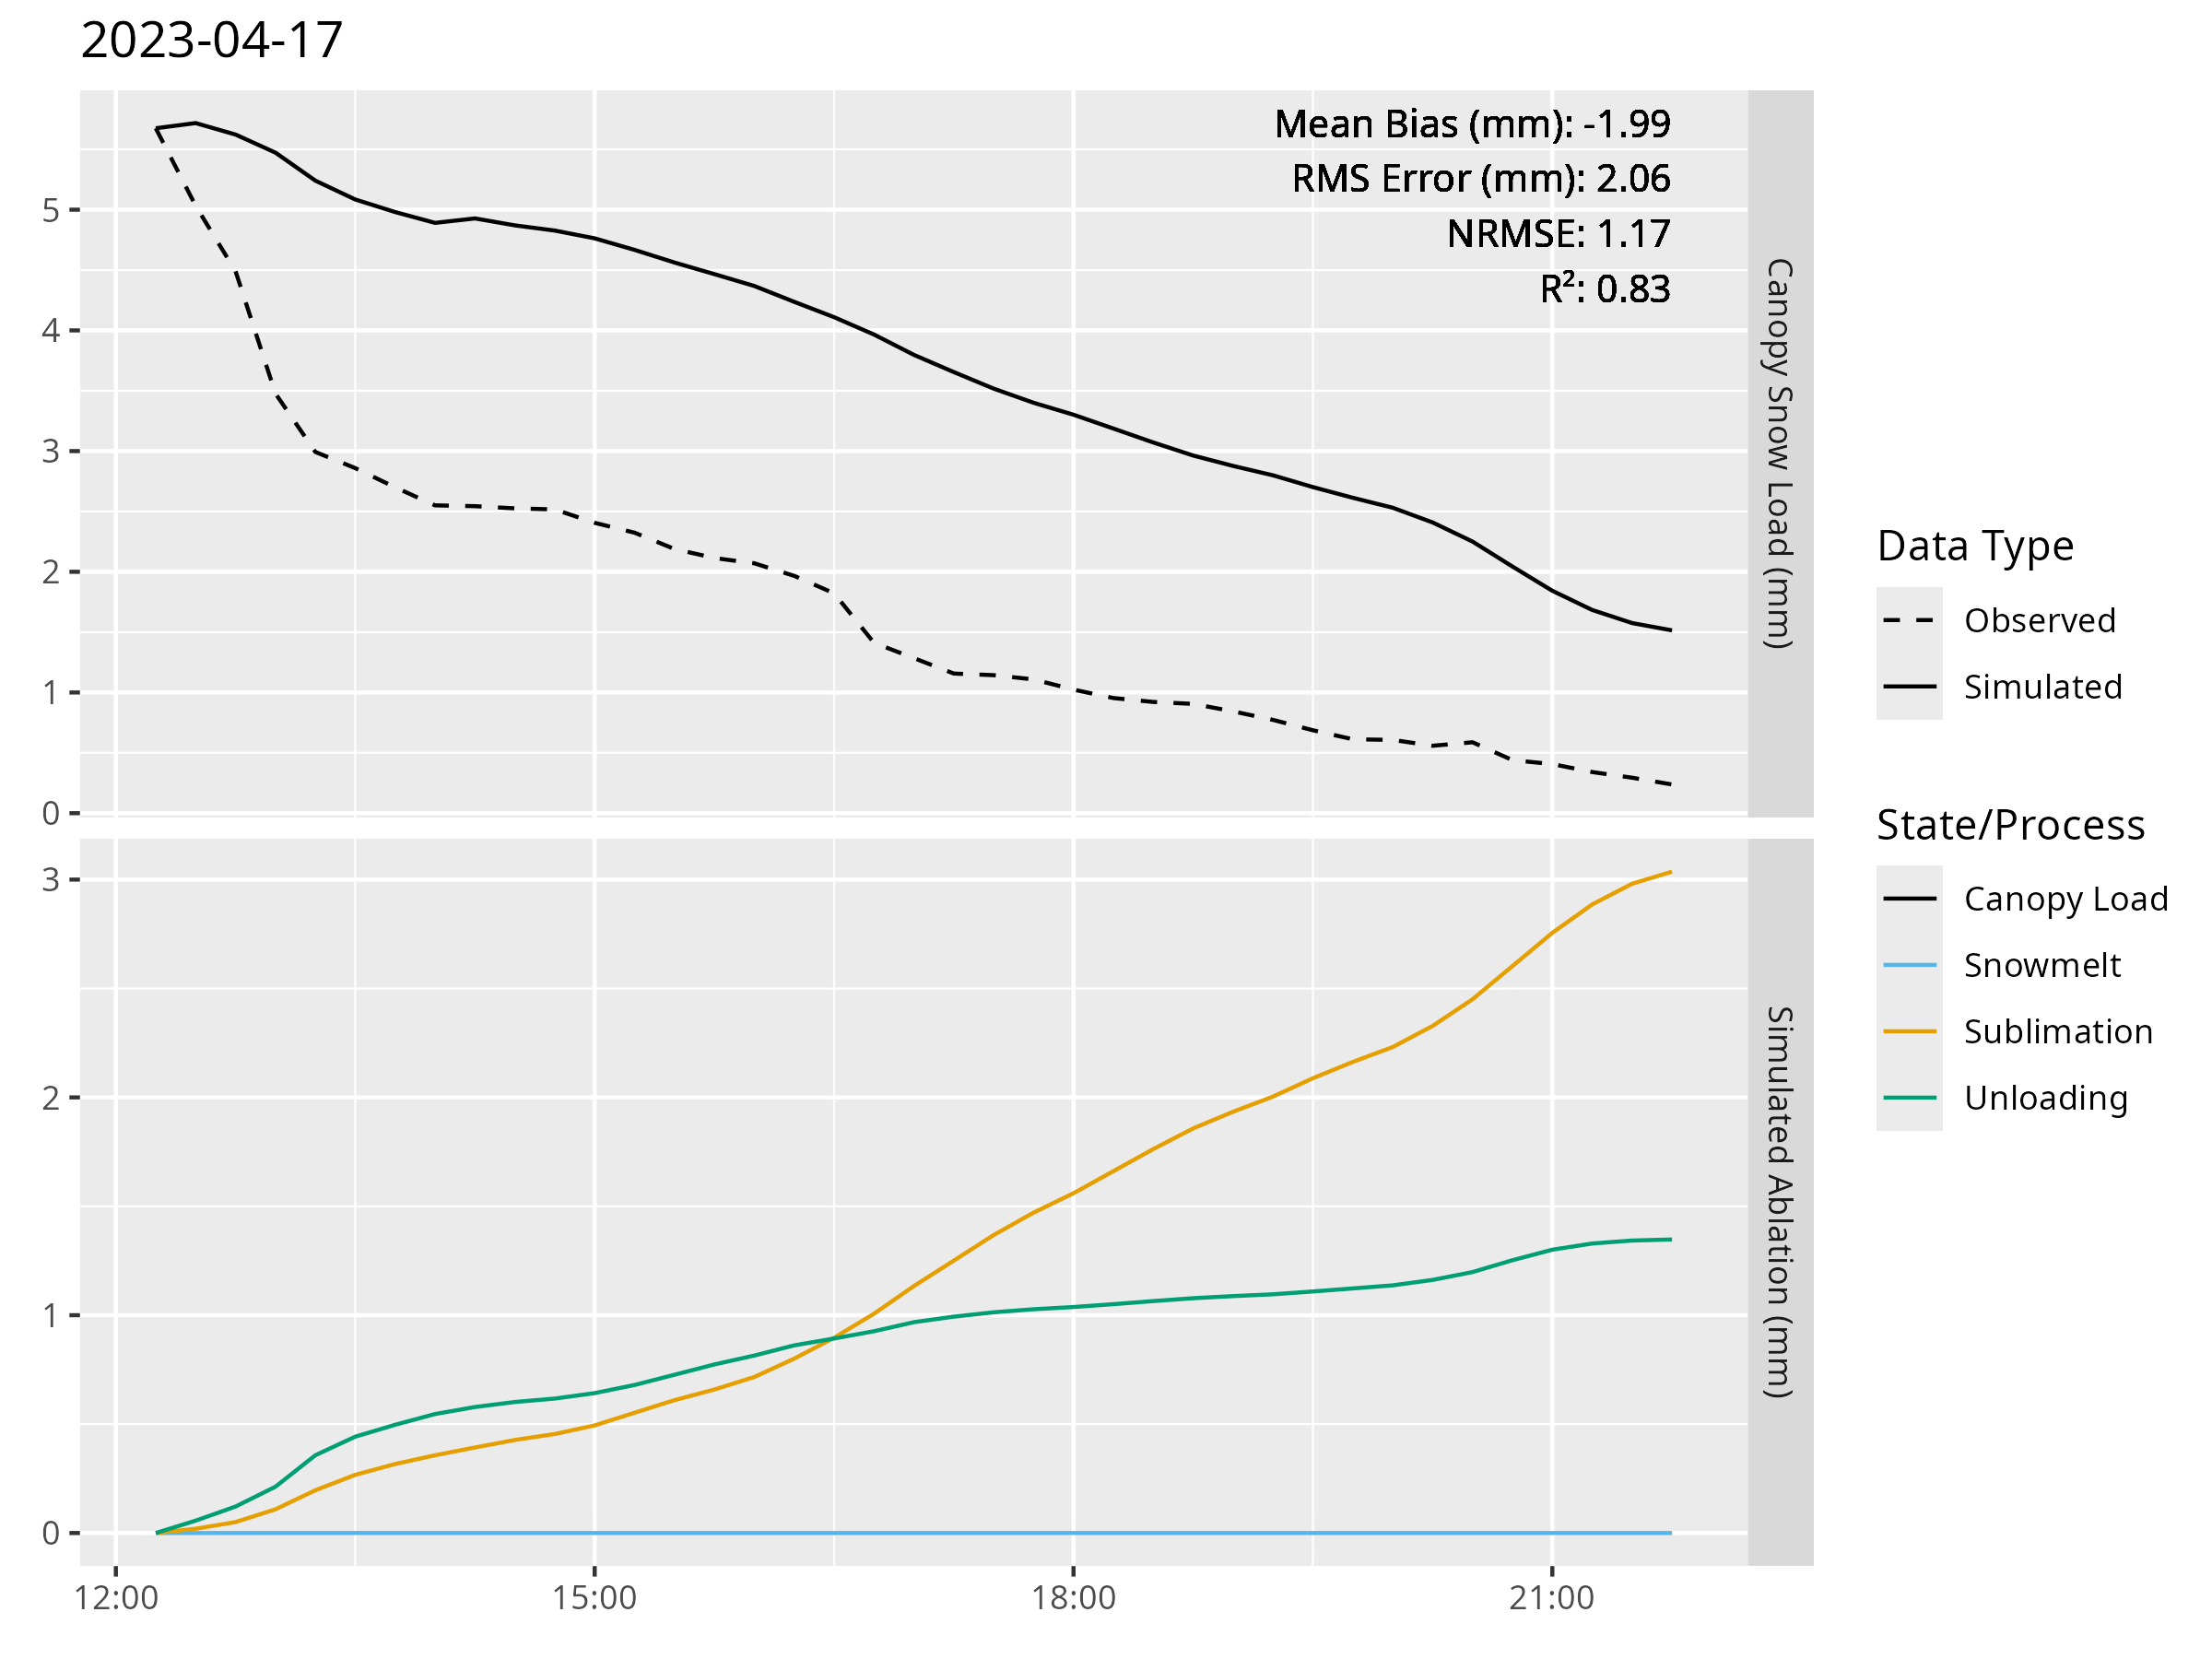 2023-04-17
Mean Bias (mm): -1.99
RMS Error (mm): 2.06
NRMSE: 1.17
R²: 0.83
5
4
3
2
1
0
Canopy Snow Load (mm)
3
2
1
0
Simulated Ablation (mm)
12:00 15:00 18:00 21:00
Data Type
Observed
Simulated
State/Process
Canopy Load
Snowmelt
Sublimation
Unloading